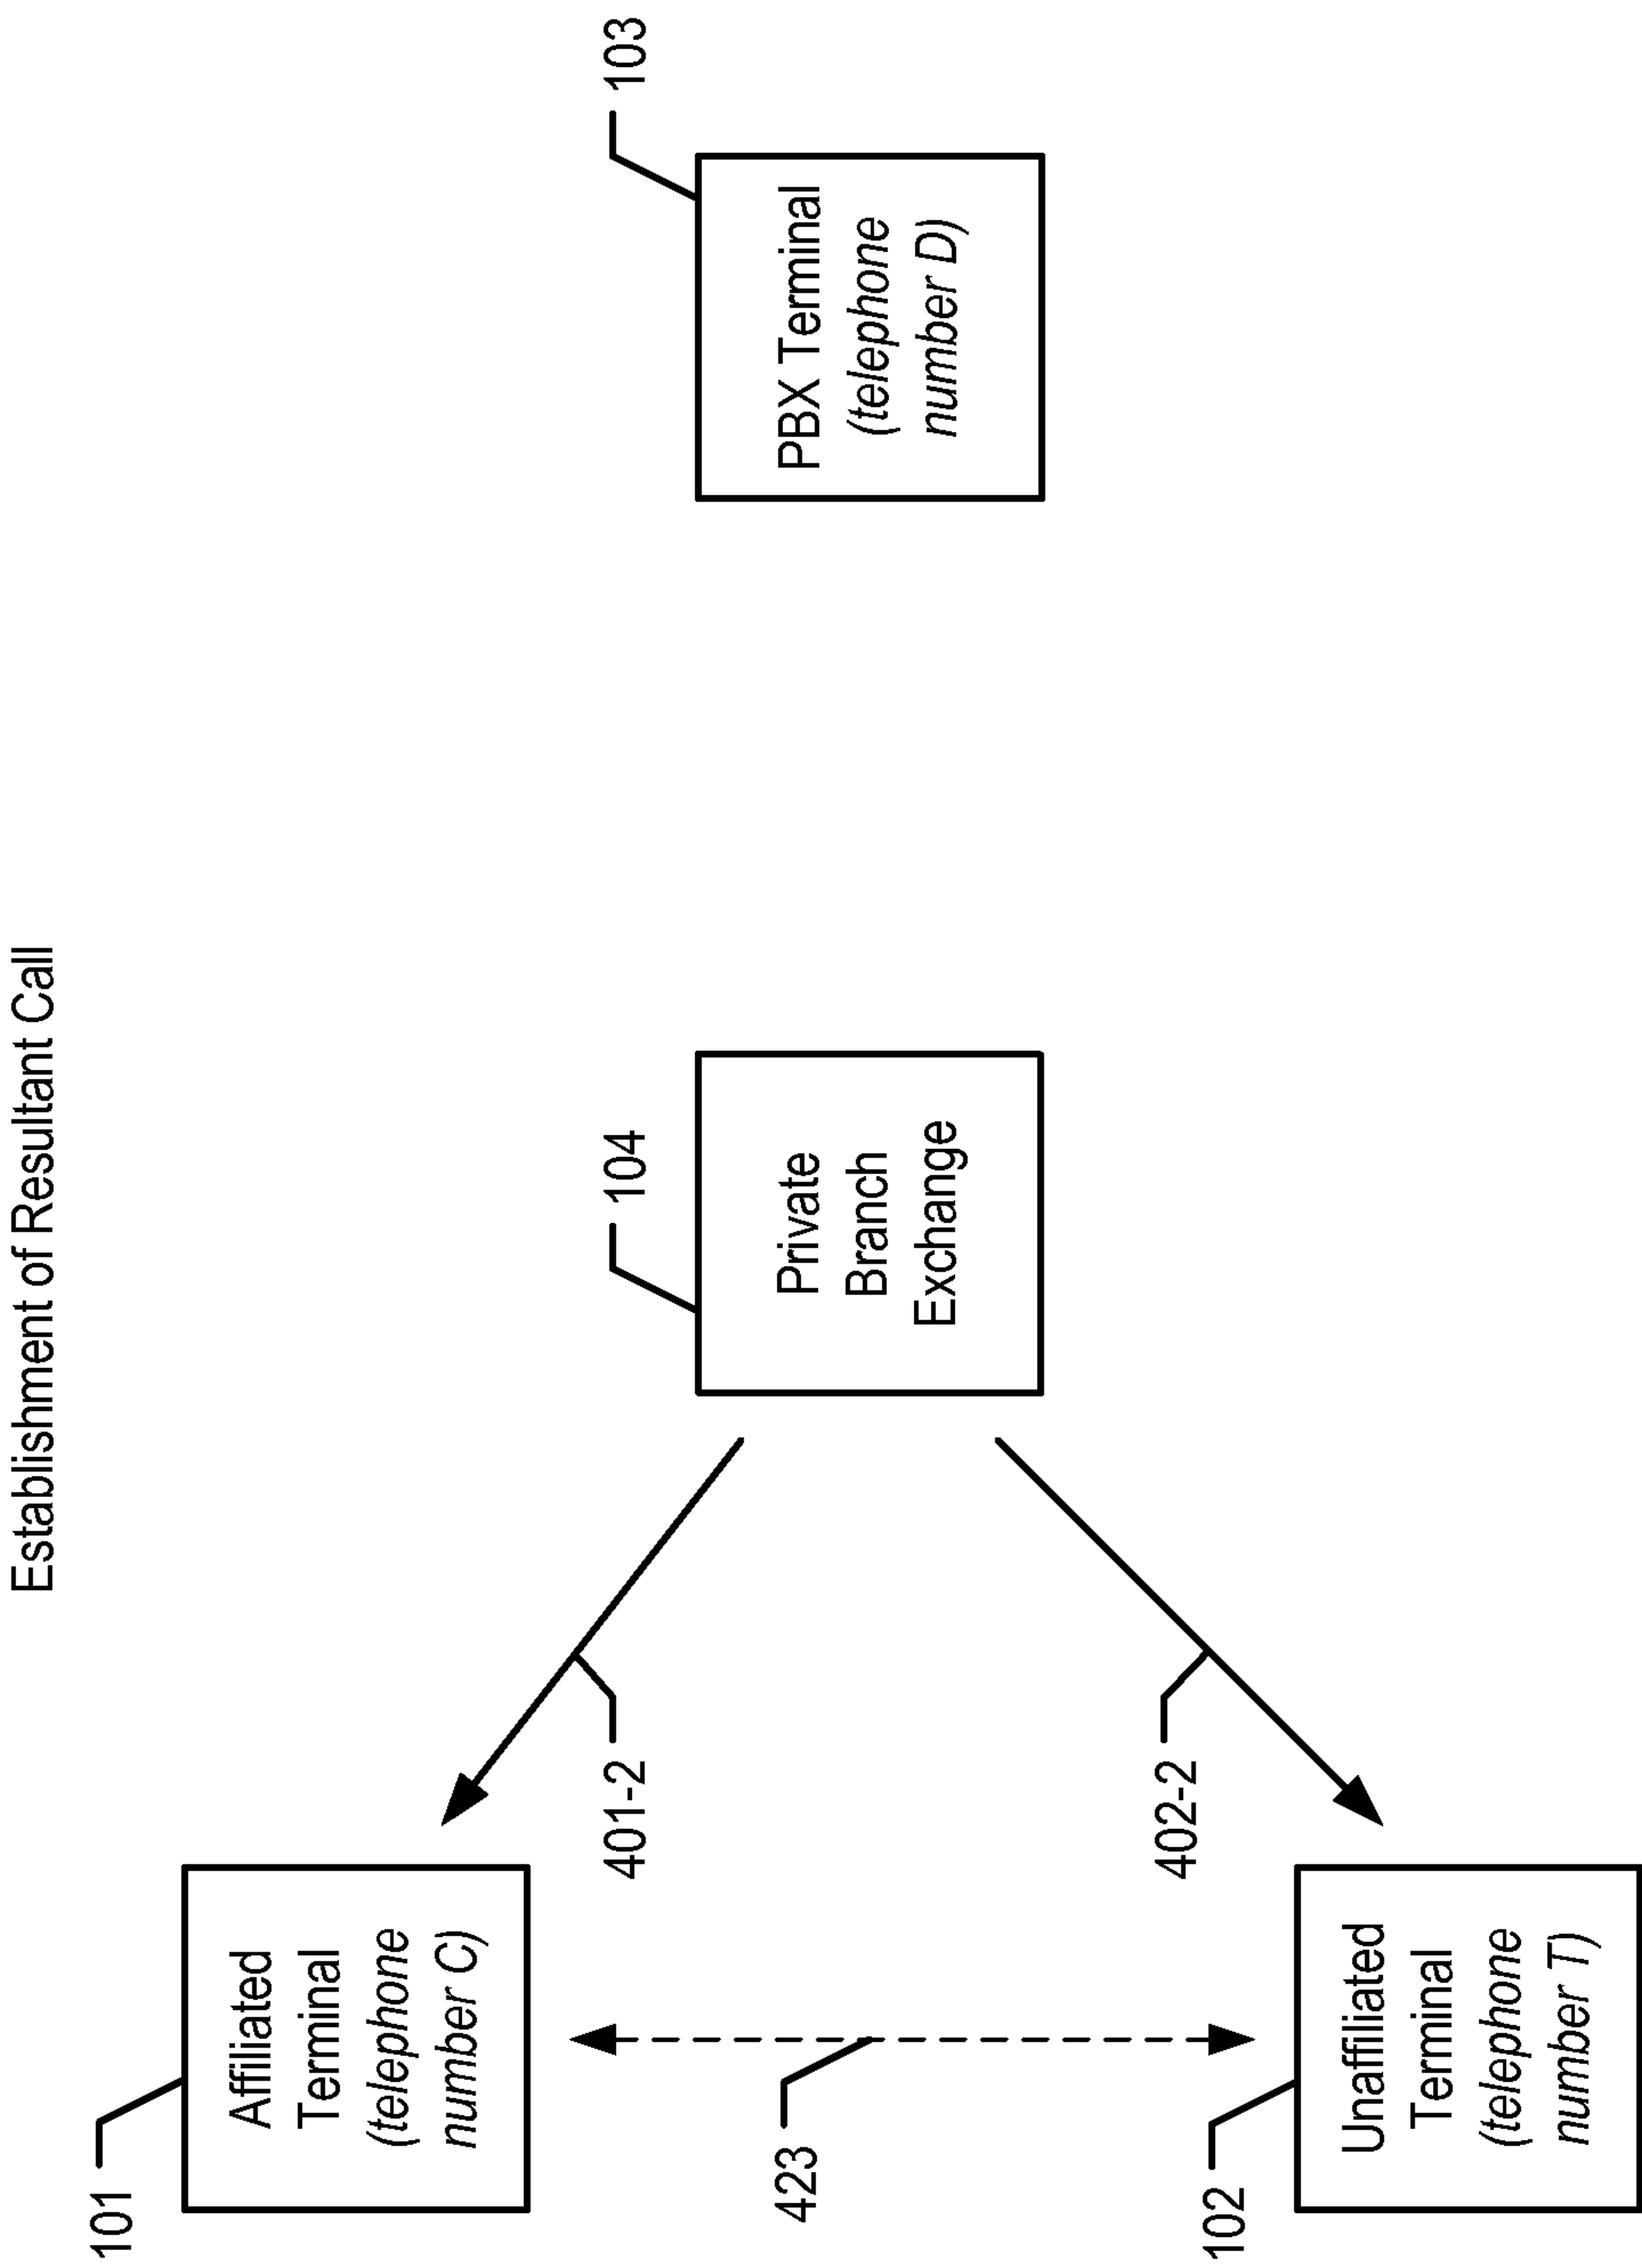 Establishment of Resultant Call
101
Affiliated
Terminal
(telephone
number C)
401-2
104
Private
Branch
Exchange
103
PBX Terminal
(telephone
number D)
423
402-2
102
Unaffiliated
Terminal
(telephone
number T)